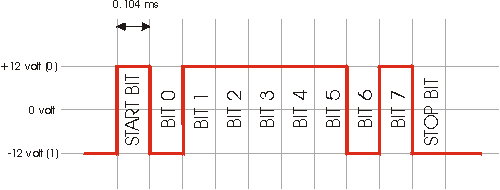 0.104 ms
+12 volt (0)
0 volt
-12 volt (1)
START BIT
BIT 0
BIT 1
BIT 2
BIT 3
BIT 4
BIT 5
BIT 6
BIT 7
STOP BIT